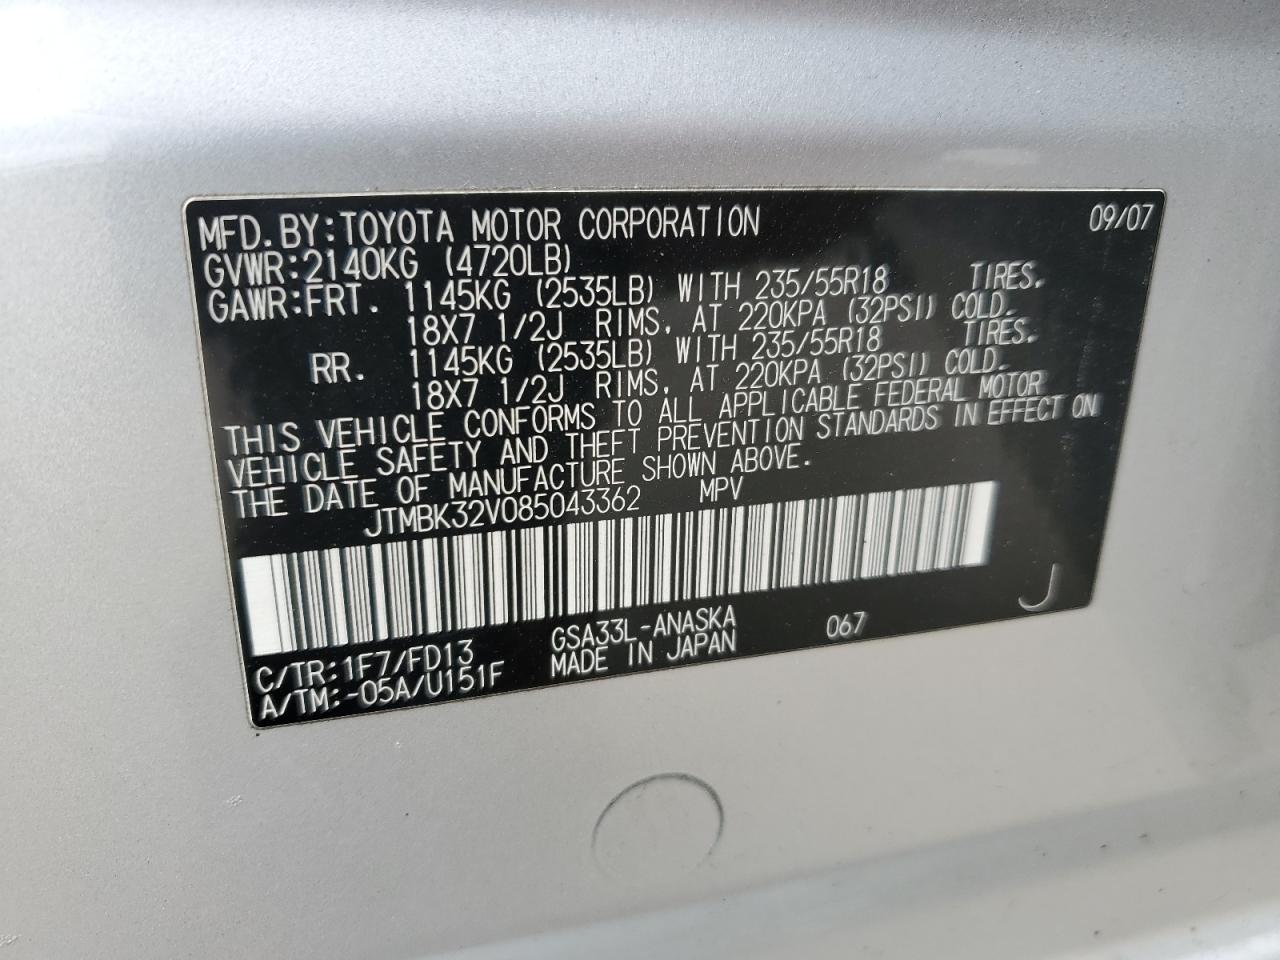 MFD.BY:TOYOTA MOTOR CORPORATION 09/07
GVWR:2140KG (4720LB)
GAWR:FRT. 1145KG (2535LB) WITH 235/55R18 TIRES.
18X7 1/2J RIMS, AT 220KPA (32PSI) COLD.
RR. 1145KG (2535LB) WITH 235/55R18 TIRES.
18X7 1/2J RIMS, AT 220KPA (32PSI) COLD.
THIS VEHICLE CONFORMS TO ALL APPLICABLE FEDERAL MOTOR
VEHICLE SAFETY AND THEFT PREVENTION STANDARDS IN EFFECT ON
THE DATE OF MANUFACTURE SHOWN ABOVE.
JTMBK32V085043362 MPV
J
C/TR:1F7/FD13 GSA33L-ANASKA 067
A/TM:-05A/U151F MADE IN JAPAN